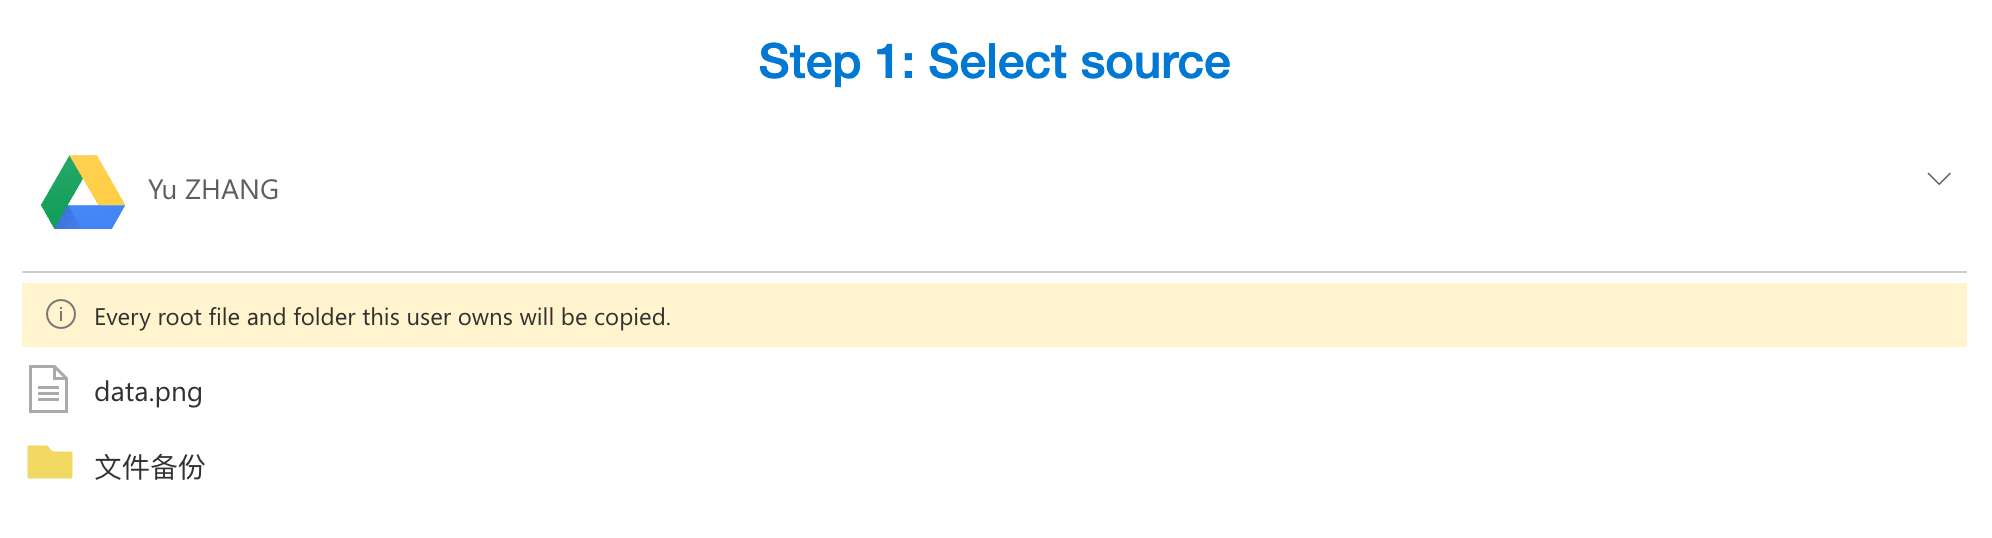 Step 1: Select source
Yu ZHANG
Every root file and folder this user owns will be copied.
data.png
文件备份